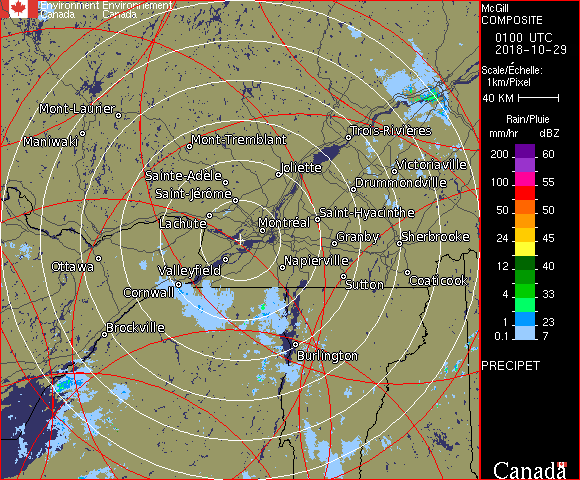 Environment Environnement
Canada Canada
McGill
COMPOSITE
0100 UTC
2018-10-29
Scale/Échelle:
1km/Pixel
40 KM
Rain/Pluie
mm/hr dBZ
200 60
155 57
100 55
50 50
24 45
12 40
4 33
1 23
0.1 7
PRECIPET
Canada
Mont-Laurier
Maniwaki
Mont-Tremblant
Trois-Rivières
Joliette
Victoriaville
Sainte-Adèle
Drummondville
Saint-Jérôme
Saint-Hyacinthe
Lachute
Montréal
Granby
Sherbrooke
Ottawa
Valleyfield
Napierville
Cornwall
Sutton
Coaticook
Brockville
Burlington